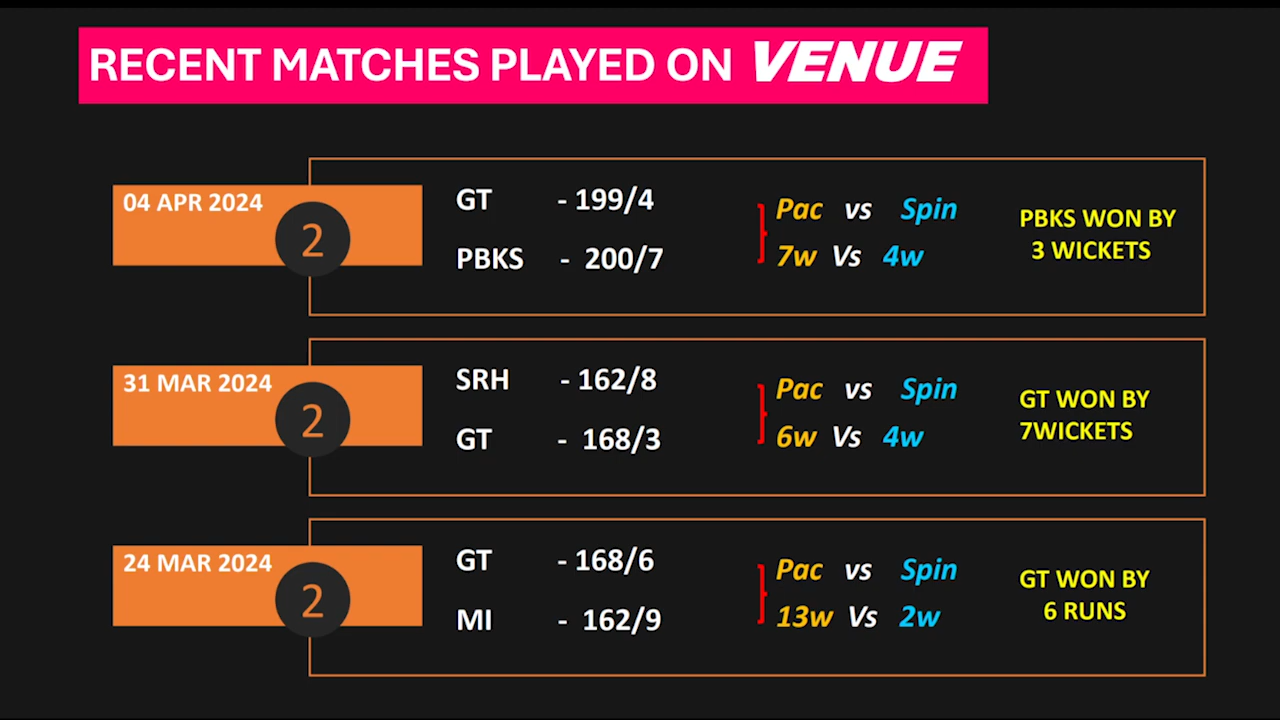 RECENT MATCHES PLAYED ON VENUE
04 APR 2024
2
GT - 199/4
PBKS - 200/7
Pac vs Spin
7w Vs 4w
PBKS WON BY
3 WICKETS
31 MAR 2024
2
SRH - 162/8
GT - 168/3
Pac vs Spin
6w Vs 4w
GT WON BY
7WICKETS
24 MAR 2024
2
GT - 168/6
MI - 162/9
Pac vs Spin
13w Vs 2w
GT WON BY
6 RUNS